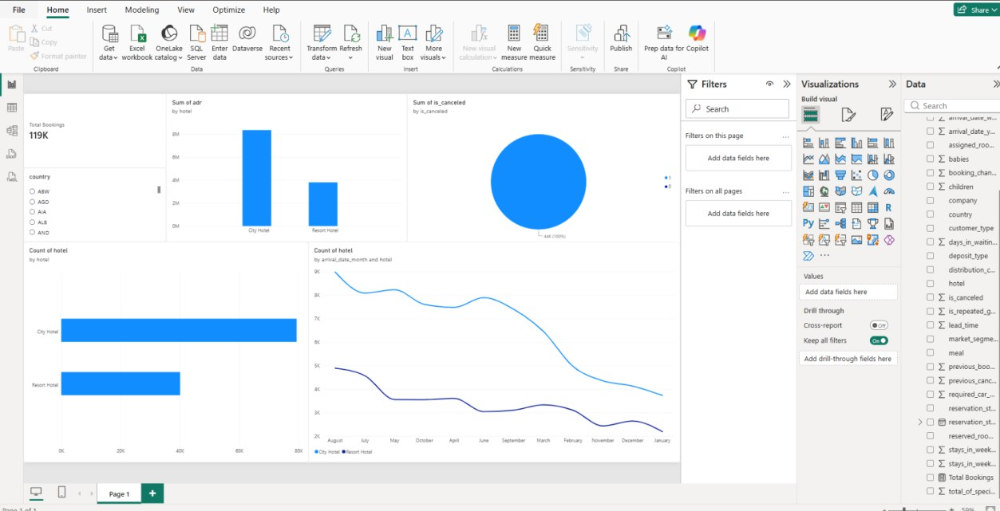 File Home Insert Modeling View Optimize Help Share
Paste
Cut
Copy
Format painter
Clipboard
Get data
Excel workbook
OneLake catalog
SQL Server
Enter data
Dataverse
Recent sources
Data
Transform data
Refresh
Queries
New visual
Text box
More visuals
Insert
New visual calculation
New measure
Quick measure
Calculations
Sensitivity
Sensitivity
Publish
Share
Prep data for AI
Copilot
Copilot
Total Bookings
119K
country
ABW
AGO
AIA
ALB
AND
Sum of adr
by hotel
8M
6M
4M
2M
0M
City Hotel
Resort Hotel
Sum of is_canceled
by is_canceled
1
0
44K (100%)
Count of hotel
by hotel
City Hotel
Resort Hotel
0K 20K 40K 60K 80K
Count of hotel
by arrival_date_month and hotel
9K
8K
7K
6K
5K
4K
3K
2K
August July May October April June September March February November December January
City Hotel Resort Hotel
Filters
Search
Filters on this page ...
Add data fields here
Filters on all pages ...
Add data fields here
Visualizations
Build visual
R
Py
...
Values
Add data fields here
Drill through
Cross-report Off
Keep all filters On
Add drill-through fields here
Data
Search
arrival_date_w...
arrival_date_y...
assigned_roo...
babies
booking_chan...
children
company
country
customer_type
days_in_waitin...
deposit_type
distribution_c...
hotel
is_canceled
is_repeated_g...
lead_time
market_segme...
meal
previous_boo...
previous_canc...
required_car_...
reservation_st...
reservation_st...
reserved_roo...
stays_in_week...
stays_in_week...
Total Bookings
total_of_speci...
Page 1
+
Page 1 of 1
59%